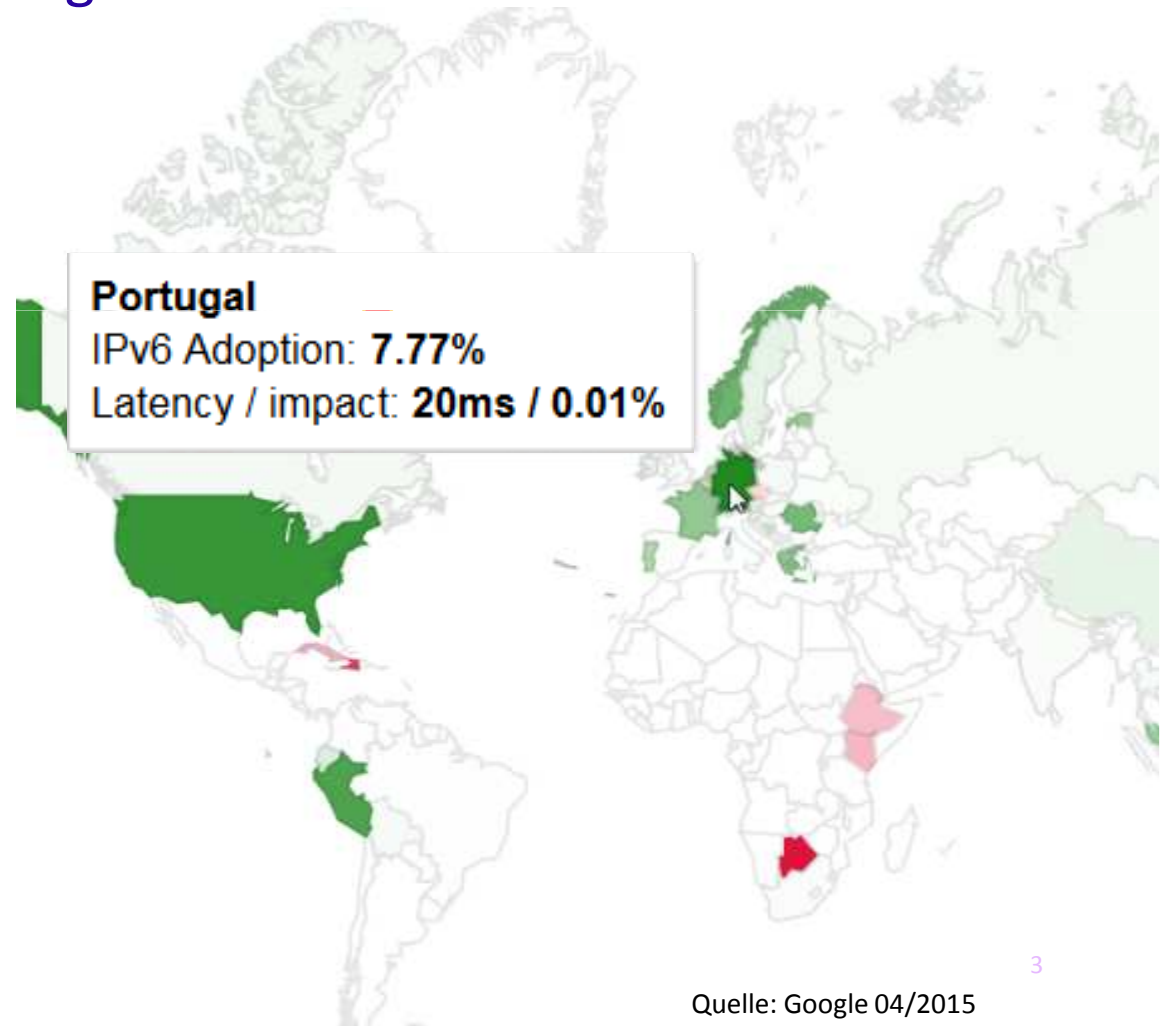 g
Portugal
IPv6 Adoption: 7.77%
Latency / impact: 20ms / 0.01%
3
Quelle: Google 04/2015